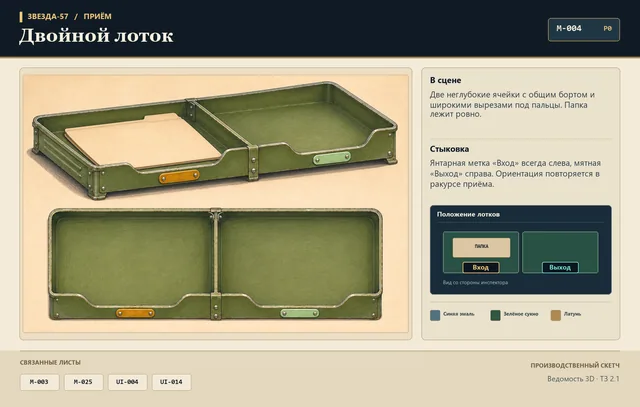 ЗВЕЗДА-57 / ПРИЁМ
Двойной лоток
М-004 P0
В сцене
Две неглубокие ячейки с общим бортом и
широкими вырезами под пальцы. Папка
лежит ровно.
Стыковка
Янтарная метка «Вход» всегда слева, мятная
«Выход» справа. Ориентация повторяется в
ракурсе приёма.
Положение лотков
ПАПКА
Вход Выход
Вид со стороны инспектора
Синяя эмаль Зелёное сукно Латунь
СВЯЗАННЫЕ ЛИСТЫ
М-003 М-025 UI-004 UI-014
ПРОИЗВОДСТВЕННЫЙ СКЕТЧ
Ведомость 3D · ТЗ 2.1